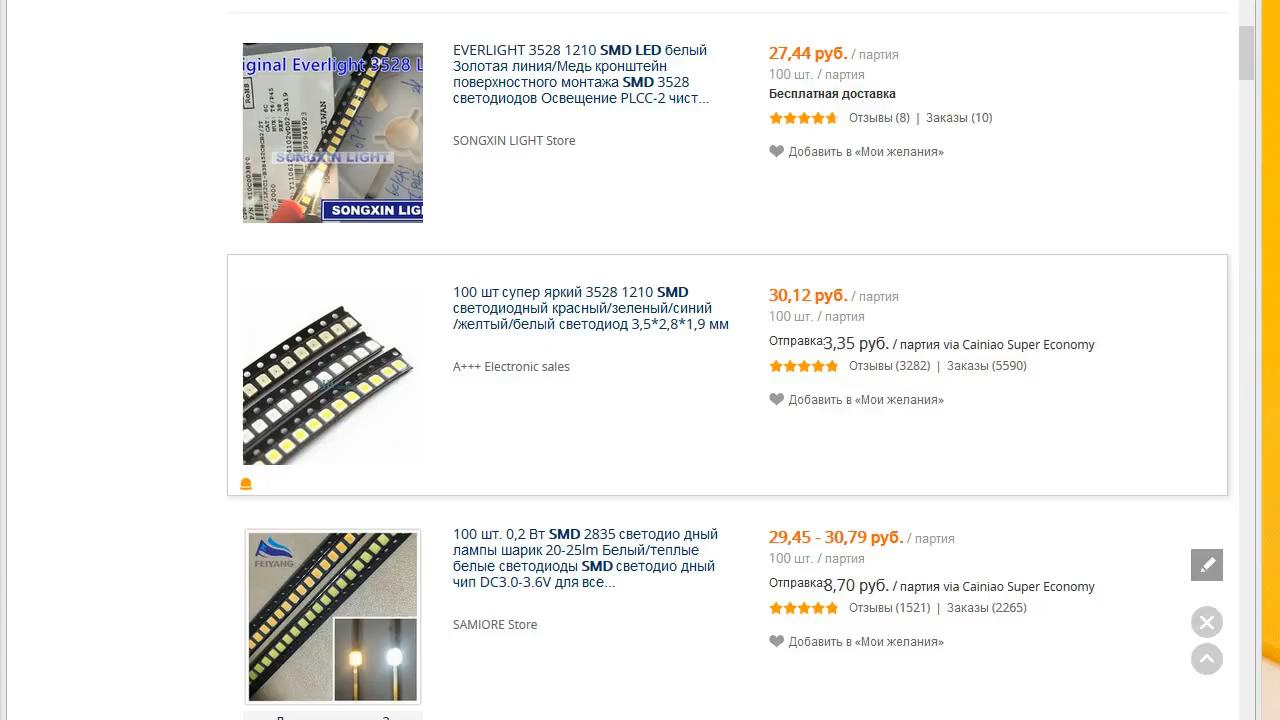 iginal Everlight 3528 L
RoHS
TAIWAN
SONGXIN LIGHT
SONGXIN LIGH
EVERLIGHT 3528 1210 SMD LED белый
Золотая линия/Медь кронштейн
поверхностного монтажа SMD 3528
светодиодов Освещение PLCC-2 чист...
SONGXIN LIGHT Store
27,44 руб. / партия
100 шт. / партия
Бесплатная доставка
Отзывы (8) | Заказы (10)
Добавить в «Мои желания»
100 шт супер яркий 3528 1210 SMD
светодиодный красный/зеленый/синий
/желтый/белый светодиод 3,5*2,8*1,9 мм
A+++ Electronic sales
30,12 руб. / партия
100 шт. / партия
Отправка:3,35 руб. / партия via Cainiao Super Economy
Отзывы (3282) | Заказы (5590)
Добавить в «Мои желания»
FEIYANG
100 шт. 0,2 Вт SMD 2835 светодио дный
лампы шарик 20-25lm Белый/теплые
белые светодиоды SMD светодио дный
чип DC3.0-3.6V для все...
SAMIORE Store
29,45 - 30,79 руб. / партия
100 шт. / партия
Отправка:8,70 руб. / партия via Cainiao Super Economy
Отзывы (1521) | Заказы (2265)
Добавить в «Мои желания»